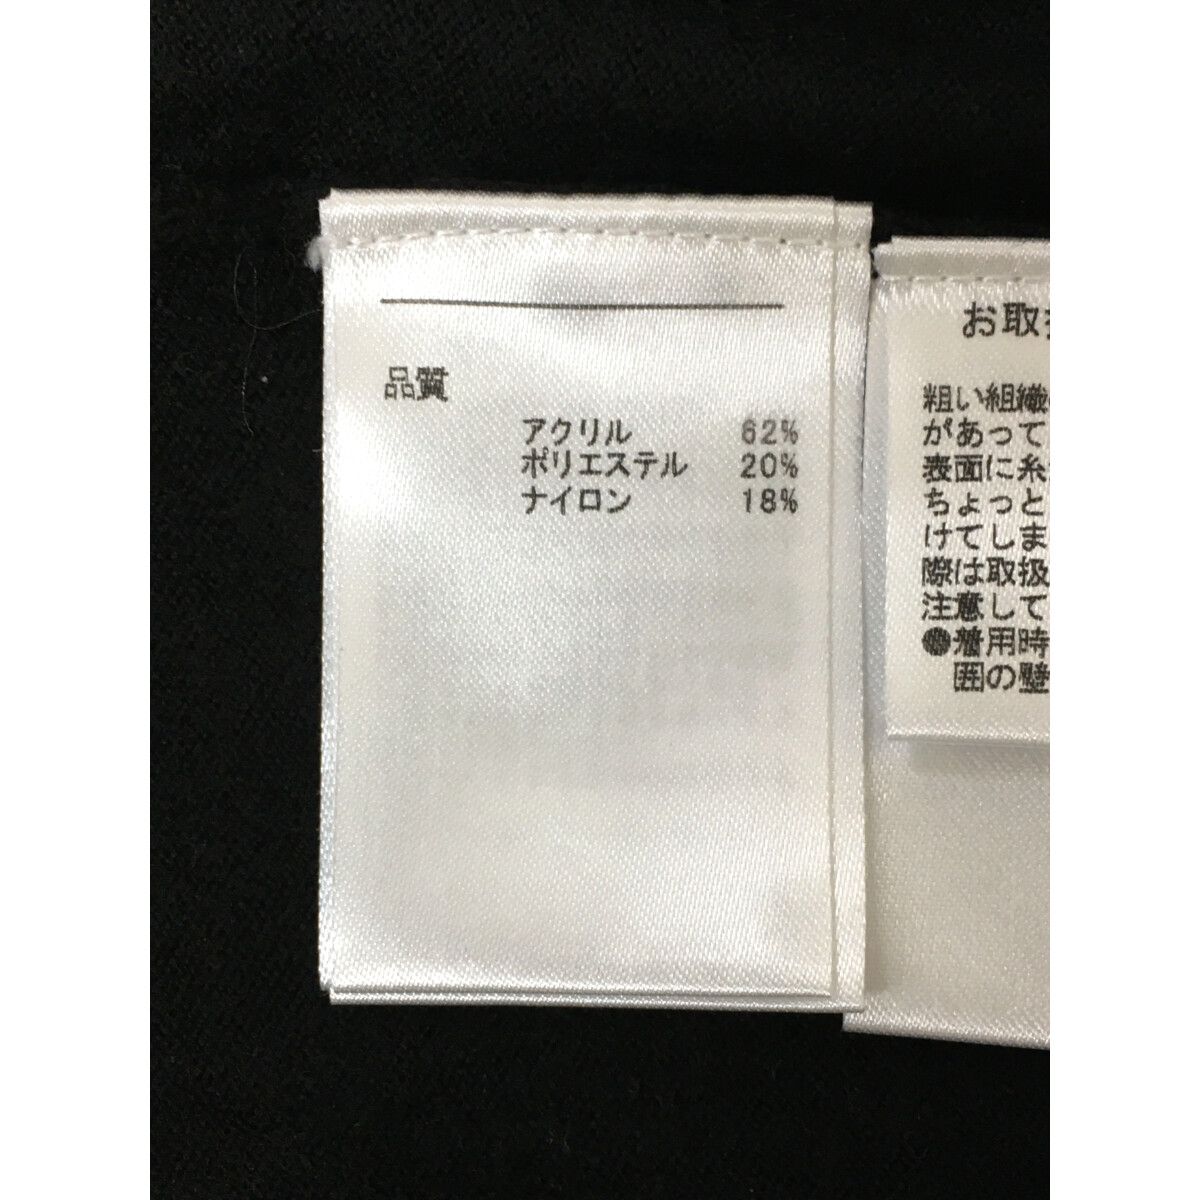 品質
アクリル 62%
ポリエステル 20%
ナイロン 18%
お取扱
粗い組織
があって
表面に糸
ちょっと
けてしま
際は取扱
注意して
●着用時
囲の壁